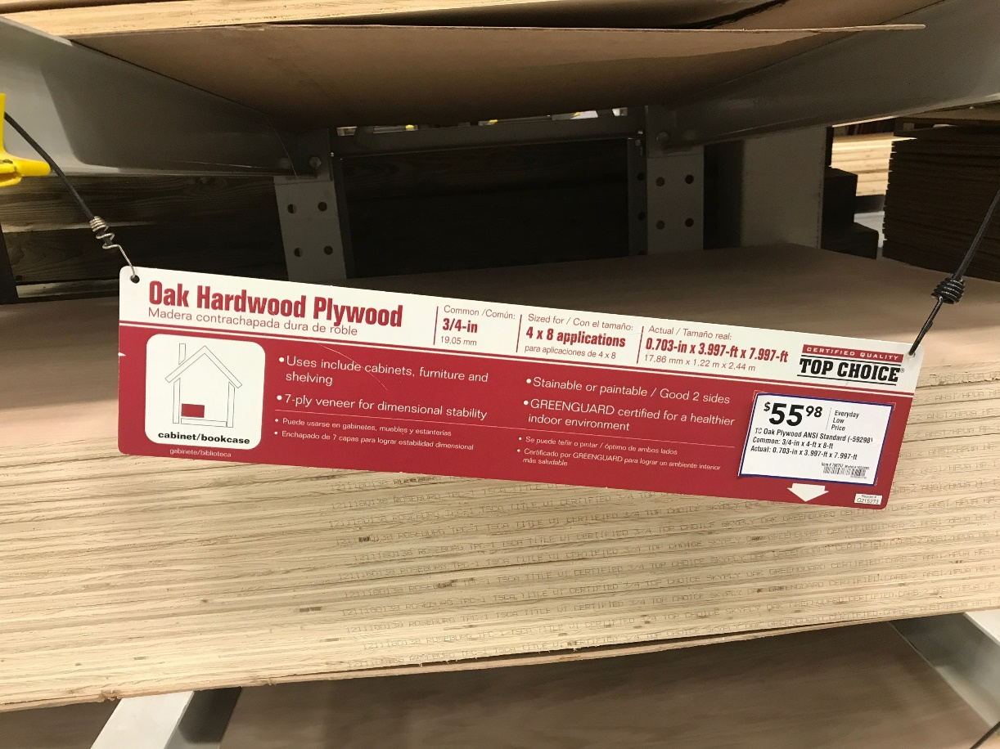 Oak Hardwood Plywood
Madera contrachapada dura de roble
Common /Común:
3/4-in
19,05 mm
Sized for / Con el tamaño:
4 x 8 applications
para aplicaciones de 4 x 8
Actual / Tamaño real:
0.703-in x 3.997-ft x 7.997-ft
17,86 mm x 1,22 m x 2,44 m
CERTIFIED QUALITY
TOP CHOICE®
cabinet/bookcase
gabinete/biblioteca
•Uses include cabinets, furniture and
shelving
•7-ply veneer for dimensional stability
• Puede usarse en gabinetes, muebles y estanterías
• Enchapado de 7 capas para lograr estabilidad dimensional
•Stainable or paintable / Good 2 sides
•GREENGUARD certified for a healthier
indoor environment
• Se puede teñir o pintar / óptimo de ambos lados
• Certificado por GREENGUARD para lograr un ambiente interior
más saludable
$55 98
Everyday
Low
Price
TC Oak Plywood ANSI Standard (-59298)
Common: 3/4-in x 4-ft x 8-ft
Actual: 0.703-in x 3.997-ft x 7.997-ft
1211180138 ROSEBURG TPC-1 TSCA TITLE VI CERTIFIED 3/4 TOP CHOICE SKYPLY OAK GREENGUARD CERTIFIED